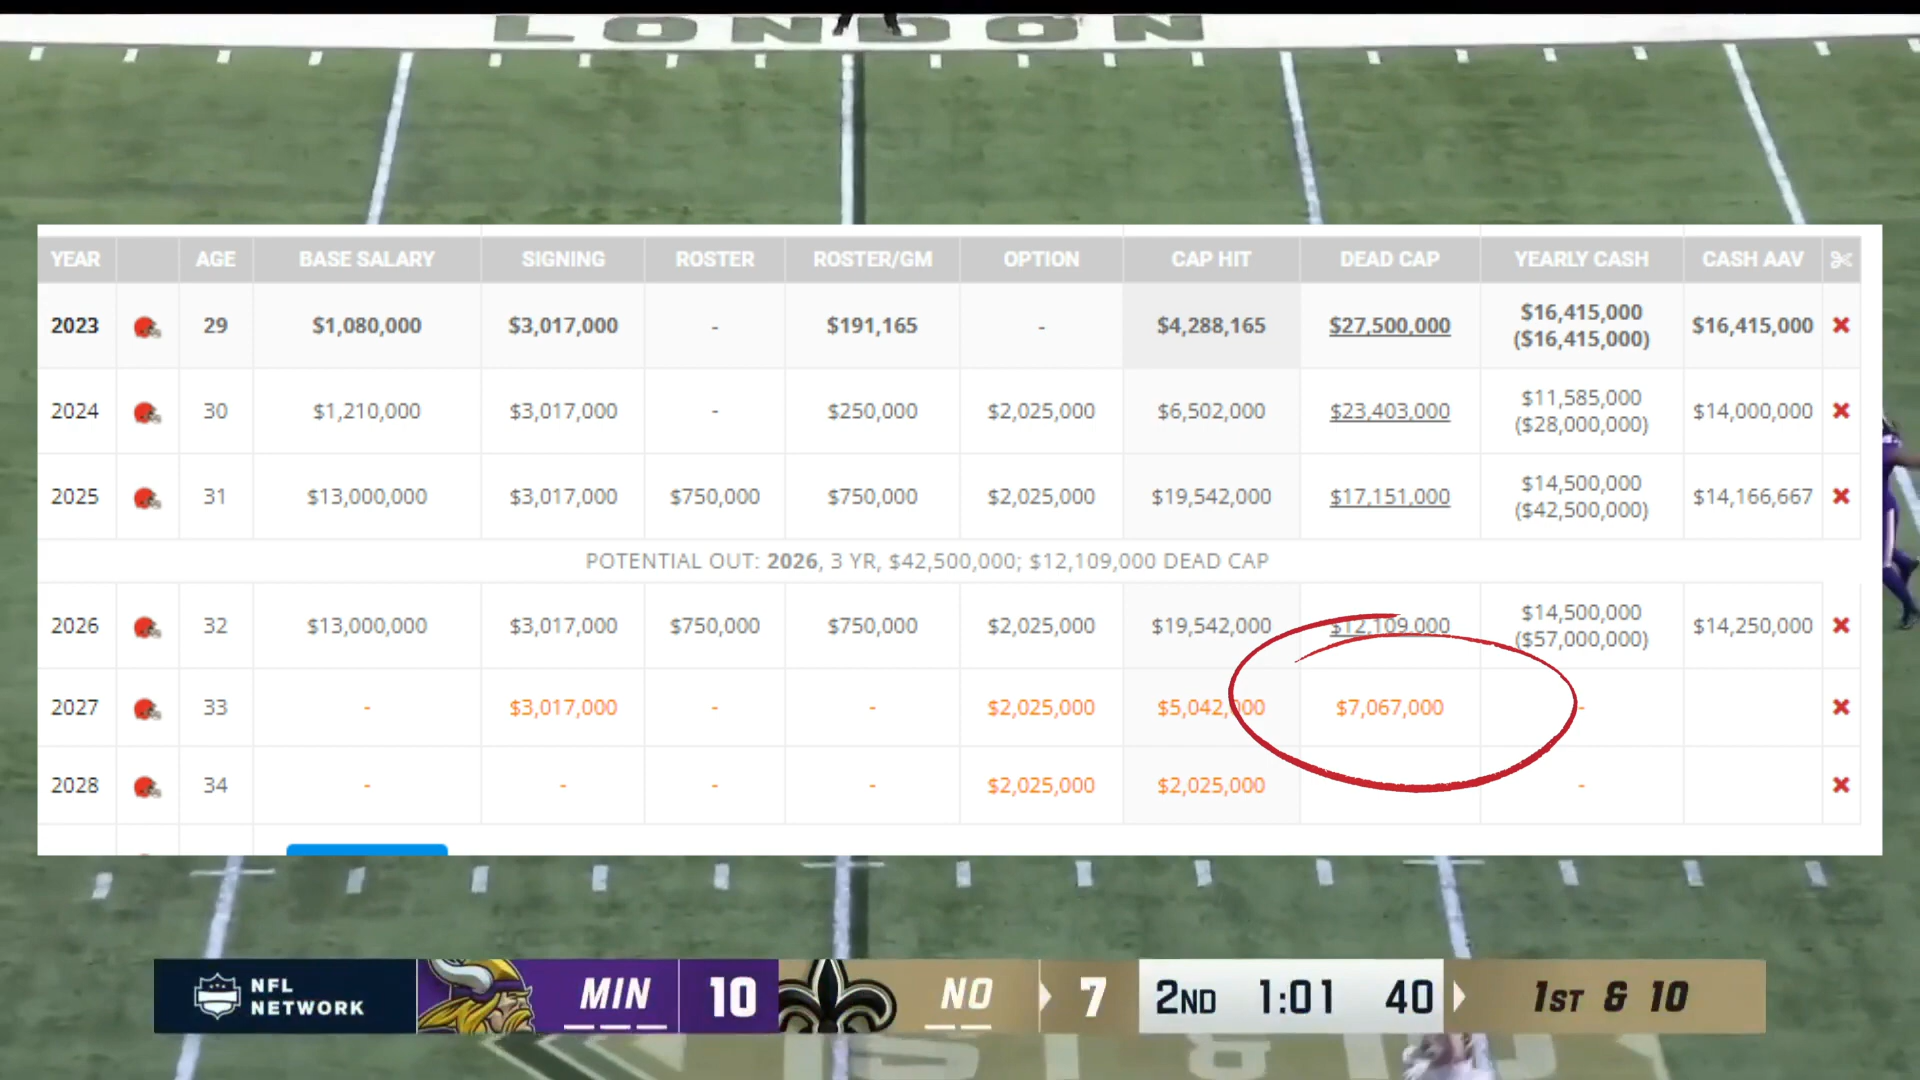 LONDON
YEAR AGE BASE SALARY SIGNING ROSTER ROSTER/GM OPTION CAP HIT DEAD CAP YEARLY CASH CASH AAV
2023 29 $1,080,000 $3,017,000 - $191,165 - $4,288,165 $27,500,000 $16,415,000 ($16,415,000) $16,415,000
2024 30 $1,210,000 $3,017,000 - $250,000 $2,025,000 $6,502,000 $23,403,000 $11,585,000 ($28,000,000) $14,000,000
2025 31 $13,000,000 $3,017,000 $750,000 $750,000 $2,025,000 $19,542,000 $17,151,000 $14,500,000 ($42,500,000) $14,166,667
POTENTIAL OUT: 2026, 3 YR, $42,500,000; $12,109,000 DEAD CAP
2026 32 $13,000,000 $3,017,000 $750,000 $750,000 $2,025,000 $19,542,000 $12,109,000 $14,500,000 ($57,000,000) $14,250,000
2027 33 - $3,017,000 - - $2,025,000 $5,042,000 $7,067,000 -
2028 34 - - - - $2,025,000 $2,025,000 -
NFL NETWORK MIN 10 NO 7 2ND 1:01 40 1ST & 10